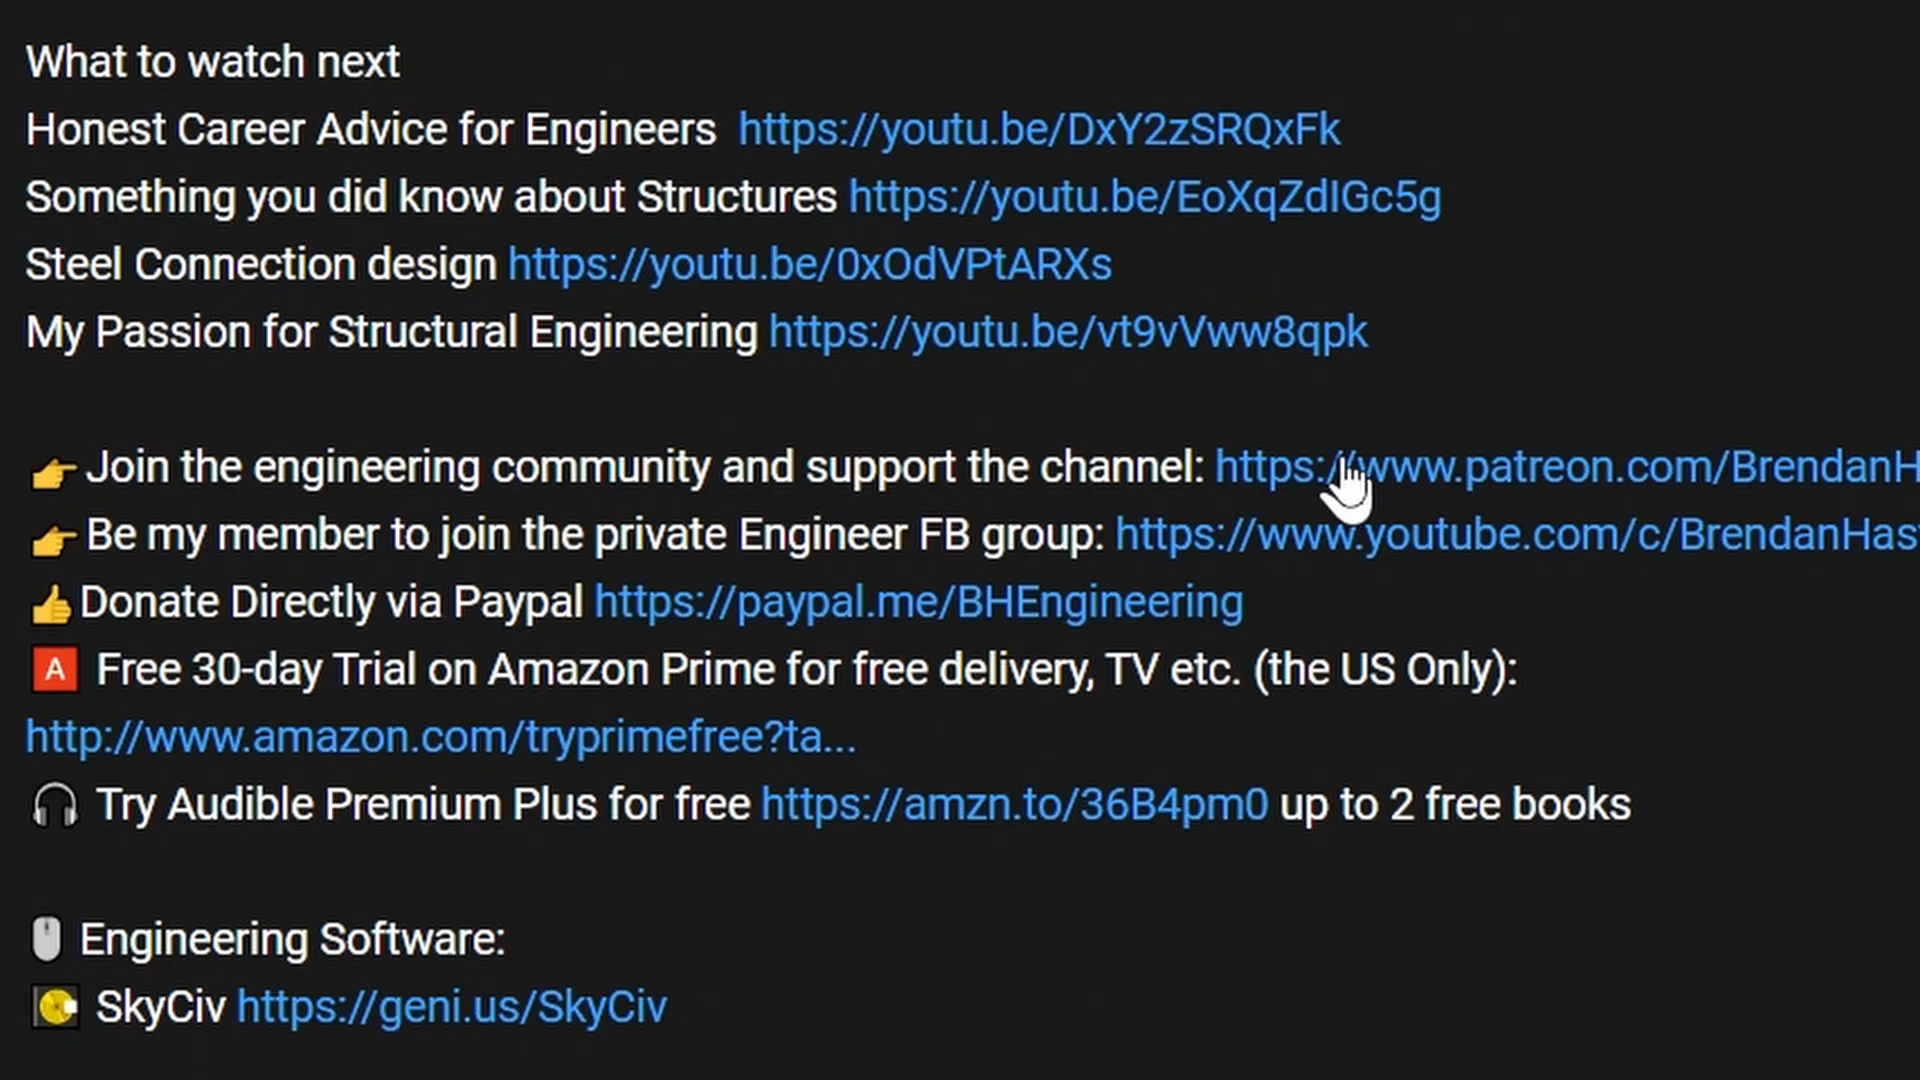 What to watch next
Honest Career Advice for Engineers https://youtu.be/DxY2zSRQxFk
Something you did know about Structures https://youtu.be/EoXqZdIGc5g
Steel Connection design https://youtu.be/0xOdVPtARXs
My Passion for Structural Engineering https://youtu.be/vt9vVww8qpk
👉Join the engineering community and support the channel: https://www.patreon.com/BrendanH
👉Be my member to join the private Engineer FB group: https://www.youtube.com/c/BrendanHas
👍Donate Directly via Paypal https://paypal.me/BHEngineering
🅰 Free 30-day Trial on Amazon Prime for free delivery, TV etc. (the US Only):
http://www.amazon.com/tryprimefree?ta...
🎧 Try Audible Premium Plus for free https://amzn.to/36B4pm0 up to 2 free books
🖱 Engineering Software:
💽 SkyCiv https://geni.us/SkyCiv